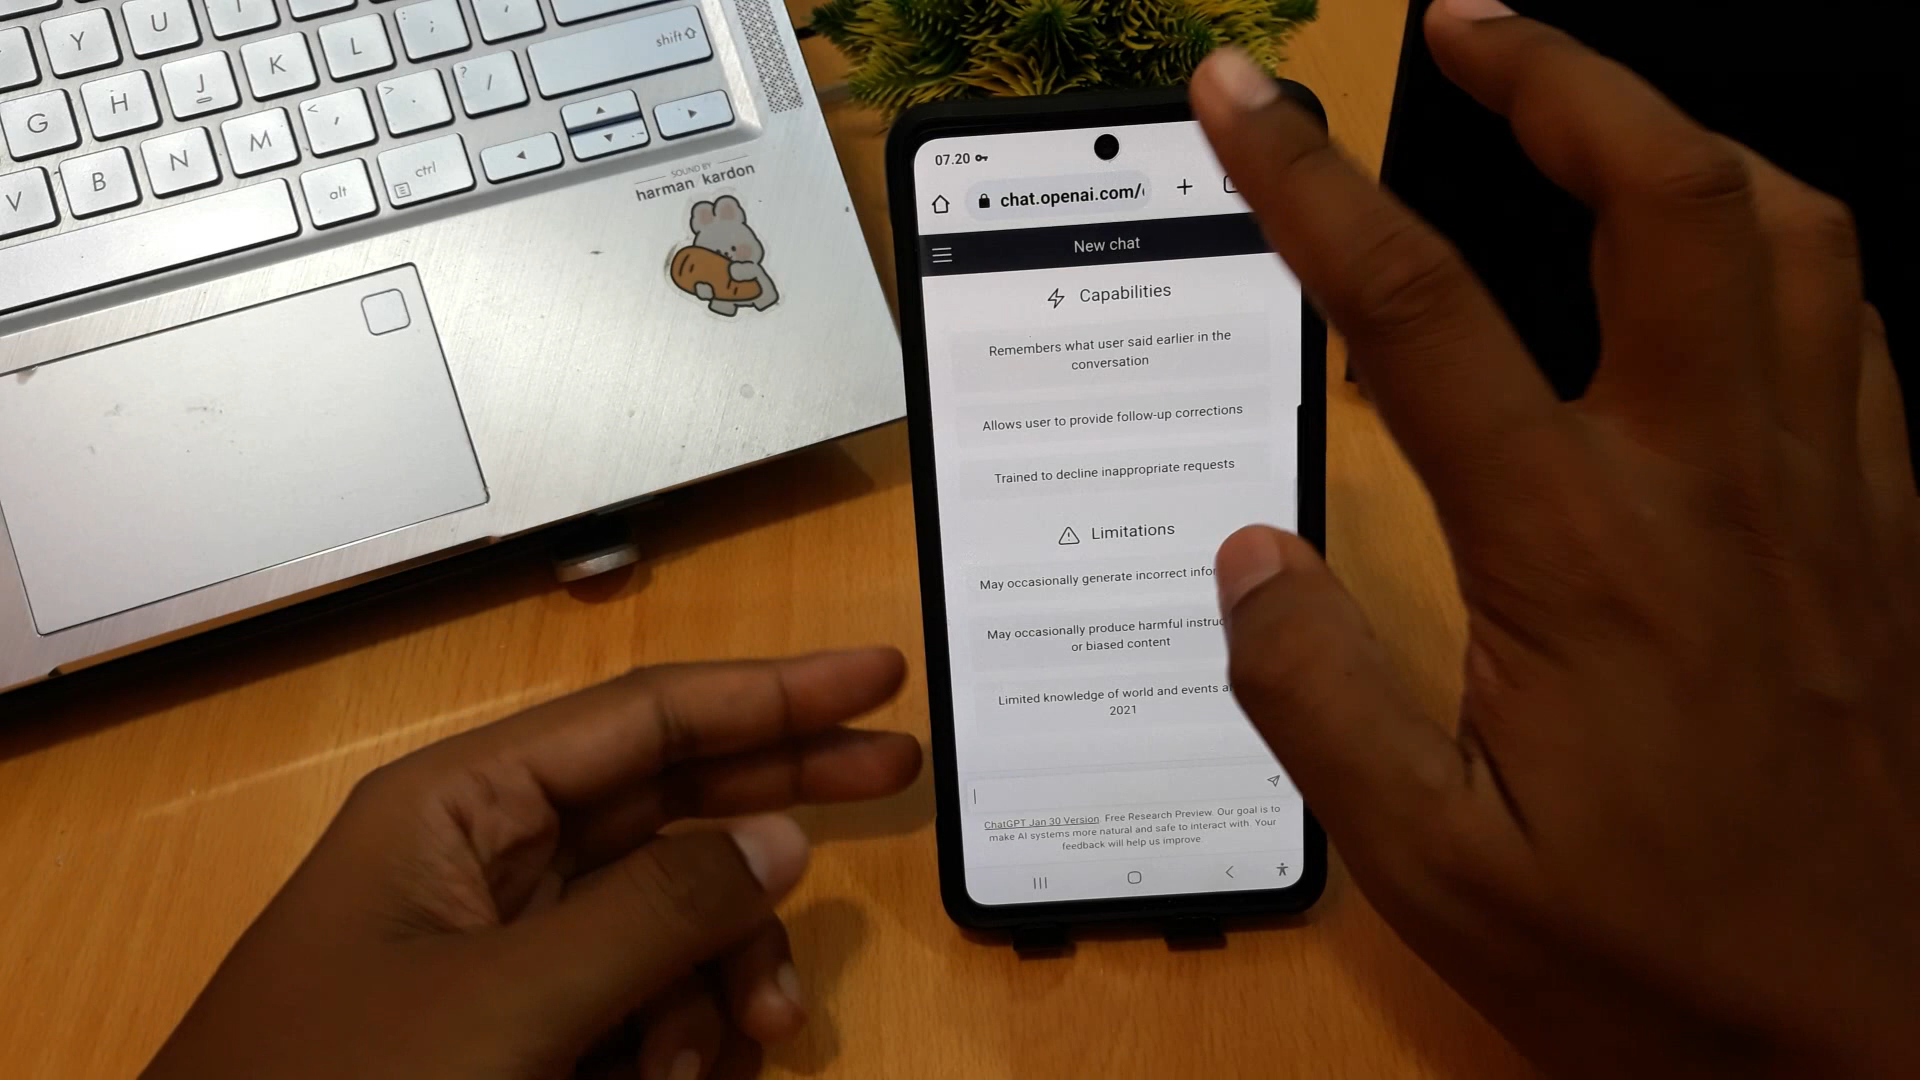 Y U I
shift
G H J K L ;
V B N M < , > . ? /
alt ctrl
SOUND BY
harman kardon
07.20
chat.openai.com/
New chat
Capabilities
Remembers what user said earlier in the
conversation
Allows user to provide follow-up corrections
Trained to decline inappropriate requests
Limitations
May occasionally generate incorrect
May occasionally produce harmful
or biased content
Limited knowledge of world and events
2021
ChatGPT Jan 30 Version. Free Research Preview. Our goal is to
make AI systems more natural and safe to interact with. Your
feedback will help us improve.